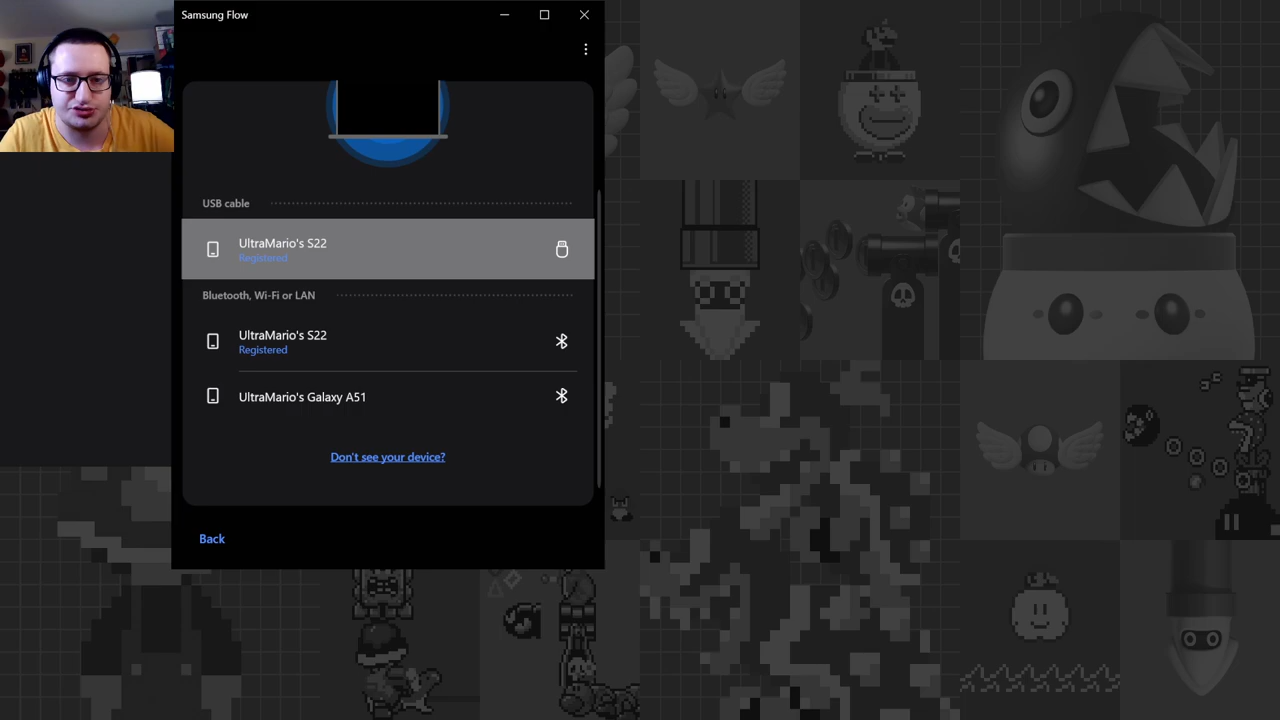 Samsung Flow
USB cable
UltraMario's S22
Registered
Bluetooth, Wi-Fi or LAN
UltraMario's S22
Registered
UltraMario's Galaxy A51
Don't see your device?
Back